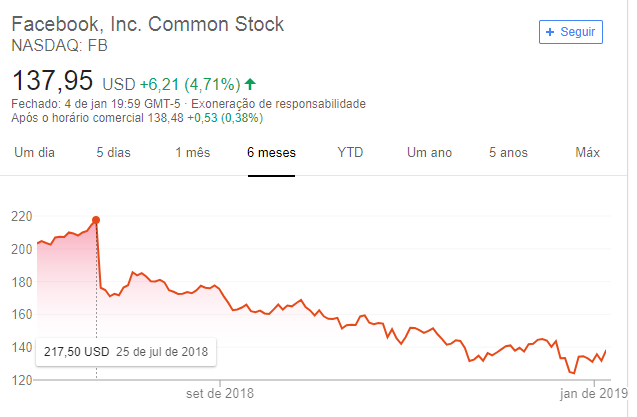 Facebook, Inc. Common Stock
NASDAQ: FB
+ Seguir
137,95 USD +6,21 (4,71%) ↑
Fechado: 4 de jan 19:59 GMT-5 · Exoneração de responsabilidade
Após o horário comercial 138,48 +0,53 (0,38%)
Um dia 5 dias 1 mês 6 meses YTD Um ano 5 anos Máx
220
200
180
160
140
217,50 USD 25 de jul de 2018
120
set de 2018 jan de 2019